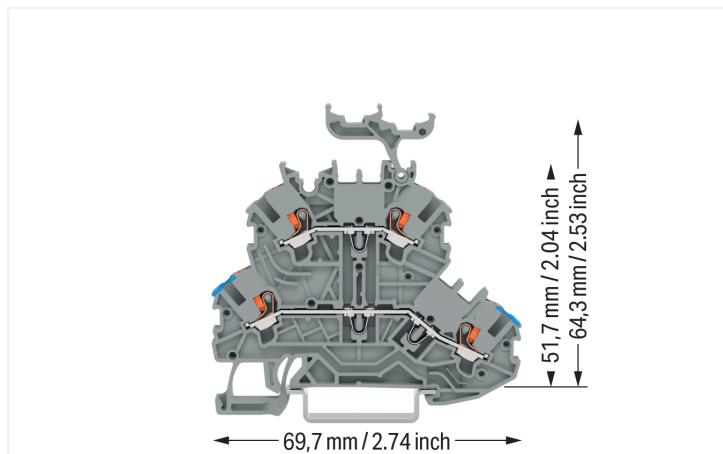 51,7 mm / 2.04 inch
64,3 mm / 2.53 inch
69,7 mm / 2.74 inch